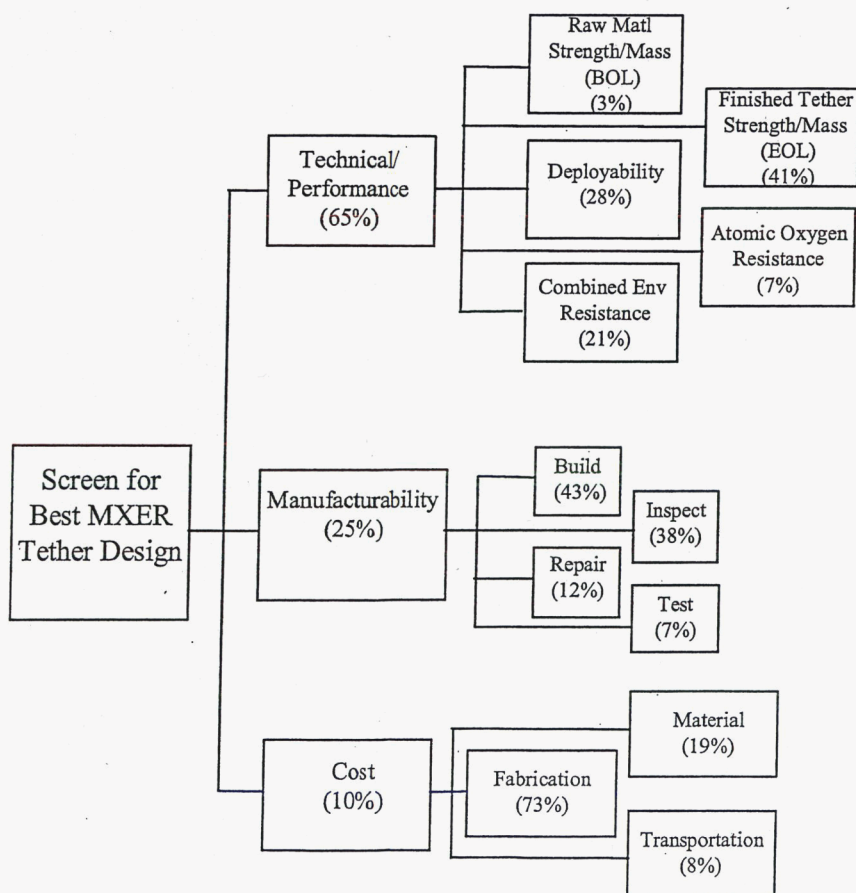 Raw Matl
Strength/Mass
(BOL)
(3%)
Finished Tether
Strength/Mass
(EOL)
(41%)
Technical/
Performance
(65%)
Deployability
(28%)
Atomic Oxygen
Resistance
(7%)
Combined Env
Resistance
(21%)
Screen for
Best MXER
Tether Design
Manufacturability
(25%)
Build
(43%)
Inspect
(38%)
Repair
(12%)
Test
(7%)
Cost
(10%)
Material
(19%)
Fabrication
(73%)
Transportation
(8%)